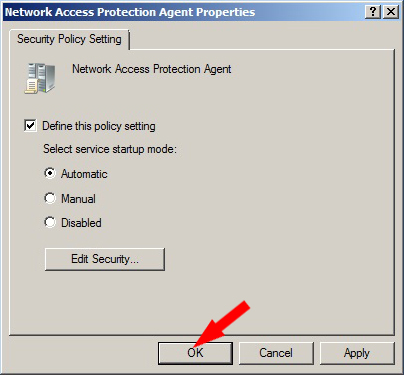 Network Access Protection Agent Properties
Security Policy Setting
Network Access Protection Agent
Define this policy setting
Select service startup mode:
Automatic
Manual
Disabled
Edit Security...
OK
Cancel
Apply